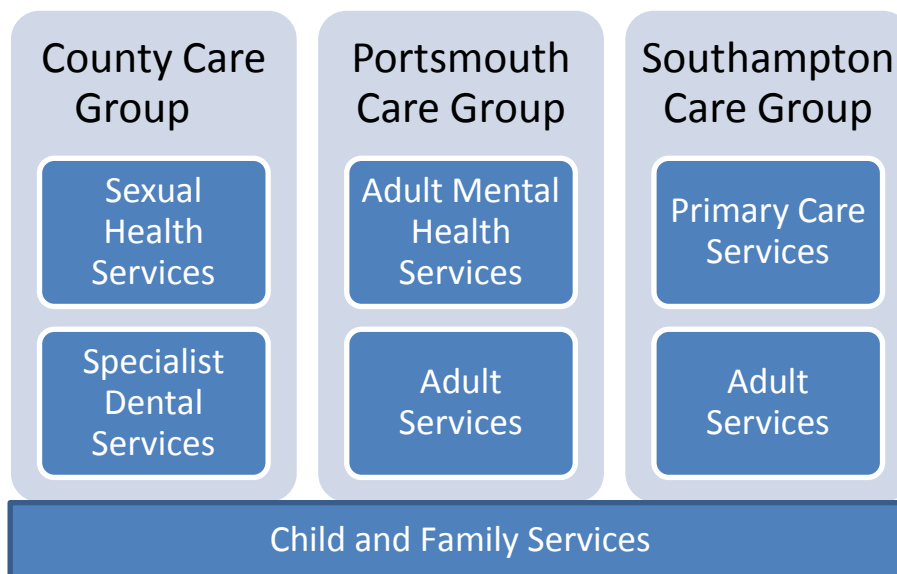 County Care
Group
Sexual
Health
Services
Specialist
Dental
Services
Portsmouth
Care Group
Adult Mental
Health
Services
Adult
Services
Southampton
Care Group
Primary Care
Services
Adult
Services
Child and Family Services